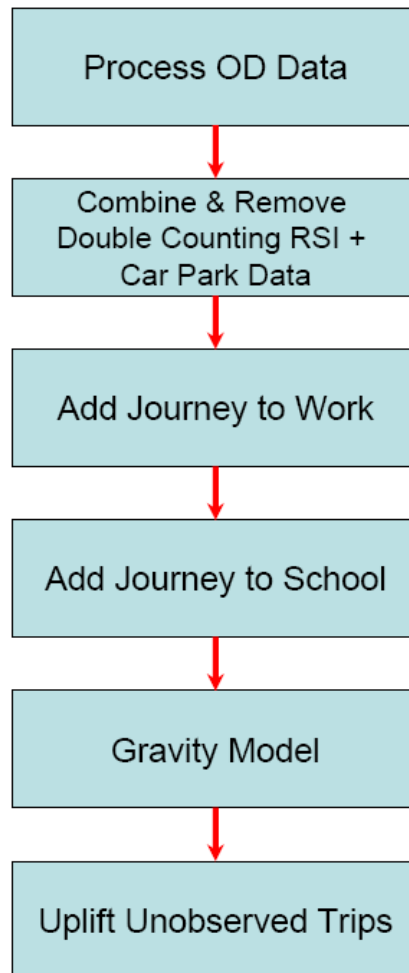 Process OD Data
Combine & Remove
Double Counting RSI +
Car Park Data
Add Journey to Work
Add Journey to School
Gravity Model
Uplift Unobserved Trips